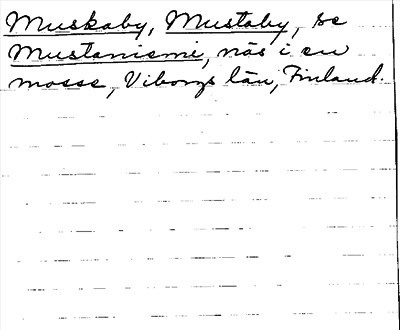 Muskaby, Mustaby, se
Mustaniemi, näs i en
mosse, Viborgs län, Finland.